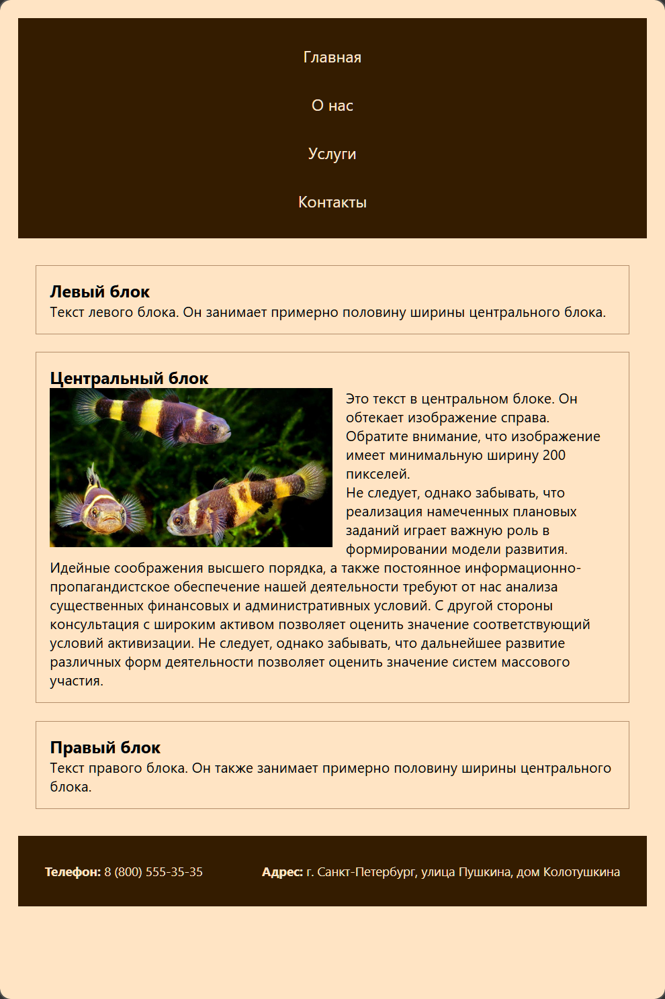 Главная
О нас
Услуги
Контакты
Левый блок
Текст левого блока. Он занимает примерно половину ширины центрального блока.
Центральный блок
Это текст в центральном блоке. Он
обтекает изображение справа.
Обратите внимание, что изображение
имеет минимальную ширину 200
пикселей.
Не следует, однако забывать, что
реализация намеченных плановых
заданий играет важную роль в
формировании модели развития.
Идейные соображения высшего порядка, а также постоянное информационно-
пропагандистское обеспечение нашей деятельности требуют от нас анализа
существенных финансовых и административных условий. С другой стороны
консультация с широким активом позволяет оценить значение соответствующий
условий активизации. Не следует, однако забывать, что дальнейшее развитие
различных форм деятельности позволяет оценить значение систем массового
участия.
Правый блок
Текст правого блока. Он также занимает примерно половину ширины центрального
блока.
Телефон: 8 (800) 555-35-35 Адрес: г. Санкт-Петербург, улица Пушкина, дом Колотушкина